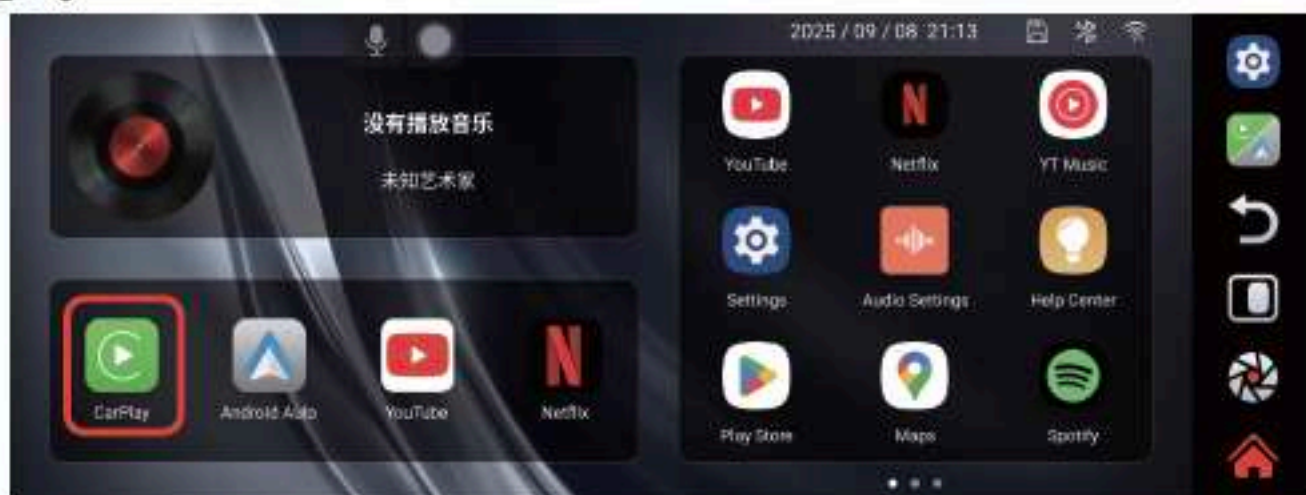 2025 / 09 / 08 21:13
没有播放音乐
未知艺术家
CarPlay
Android Auto
YouTube
Netflix
YouTube
Netflix
YT Music
Settings
Audio Settings
Help Center
Play Store
Maps
Spotify